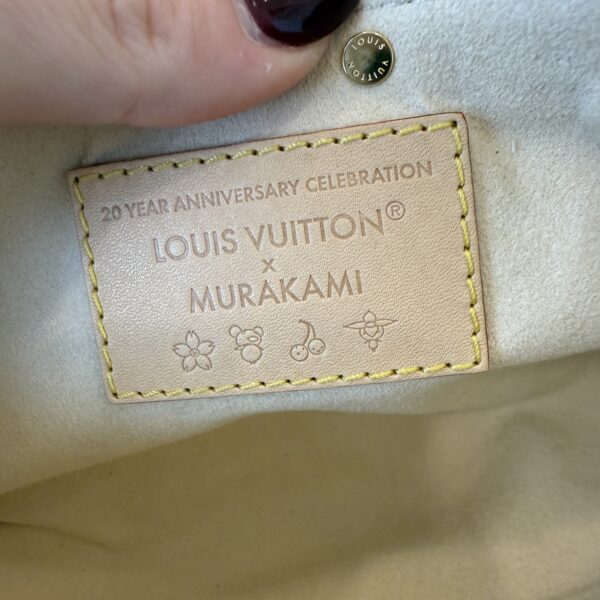 LOUIS VUITTON
20 YEAR ANNIVERSARY CELEBRATION
LOUIS VUITTON®
x
MURAKAMI